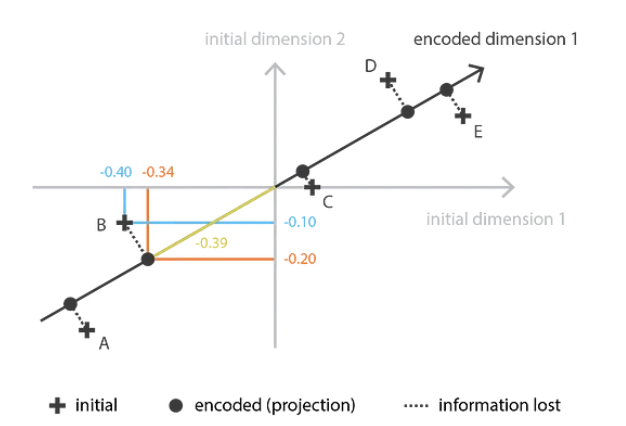 initial dimension 2
encoded dimension 1
D
E
-0.40
-0.34
C
initial dimension 1
B
-0.10
-0.39
-0.20
A
initial
encoded (projection)
information lost